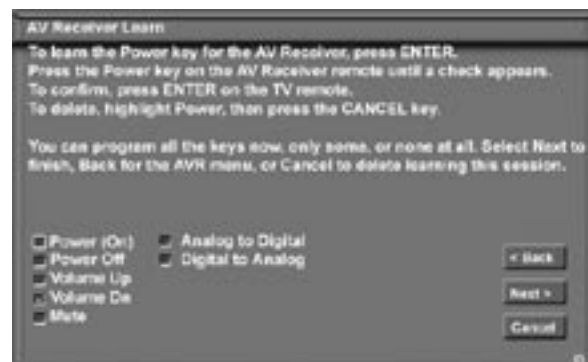 AV Receiver Learn
To learn the Power key for the AV Receiver, press ENTER.
Press the Power key on the AV Receiver remote until a check appears.
To confirm, press ENTER on the TV remote.
To delete, highlight Power, then press the CANCEL key.
You can program all the keys now, only some, or none at all. Select Next to
finish, Back for the AVR menu, or Cancel to delete learning this session.
Power (On)
Power Off
Volume Up
Volume Dn
Mute
Analog to Digital
Digital to Analog
< Back
Next >
Cancel